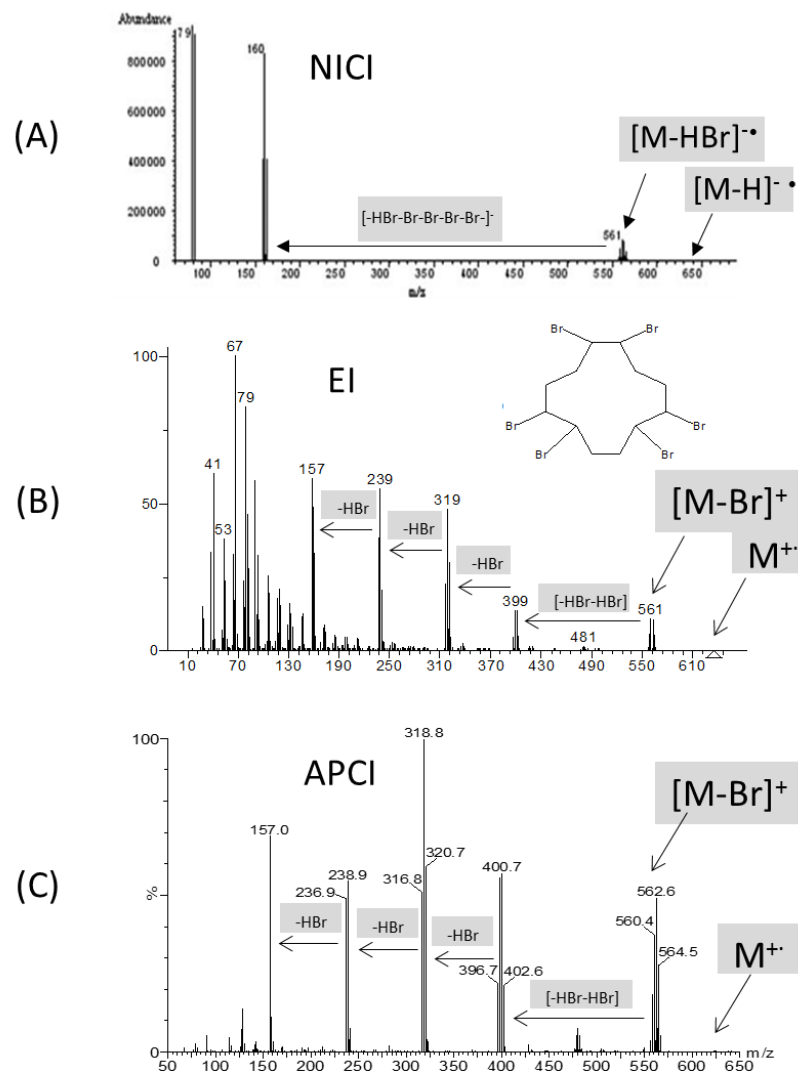 Abundance
79
160
NICI
800000
600000
400000
200000
0
(A)
[M-HBr]⁻•
[M-H]⁻ •
[-HBr-Br-Br-Br-Br-]⁻
561
100 150 200 250 300 350 400 450 500 550 600 650
m/z
(B)
EI
100
50
0
67
79
41
53
157
239
319
399
481
561
-HBr
-HBr
-HBr
[-HBr-HBr]
Br
Br
Br
Br
Br
Br
[M-Br]⁺
M⁺·
10 70 130 190 250 310 370 430 490 550 610
(C)
APCI
100
%
0
318.8
157.0
320.7
316.8
238.9
236.9
400.7
396.7
402.6
562.6
560.4
564.5
-HBr
-HBr
-HBr
[-HBr-HBr]
[M-Br]⁺
M⁺·
50 100 150 200 250 300 350 400 450 500 550 600 650
m/z